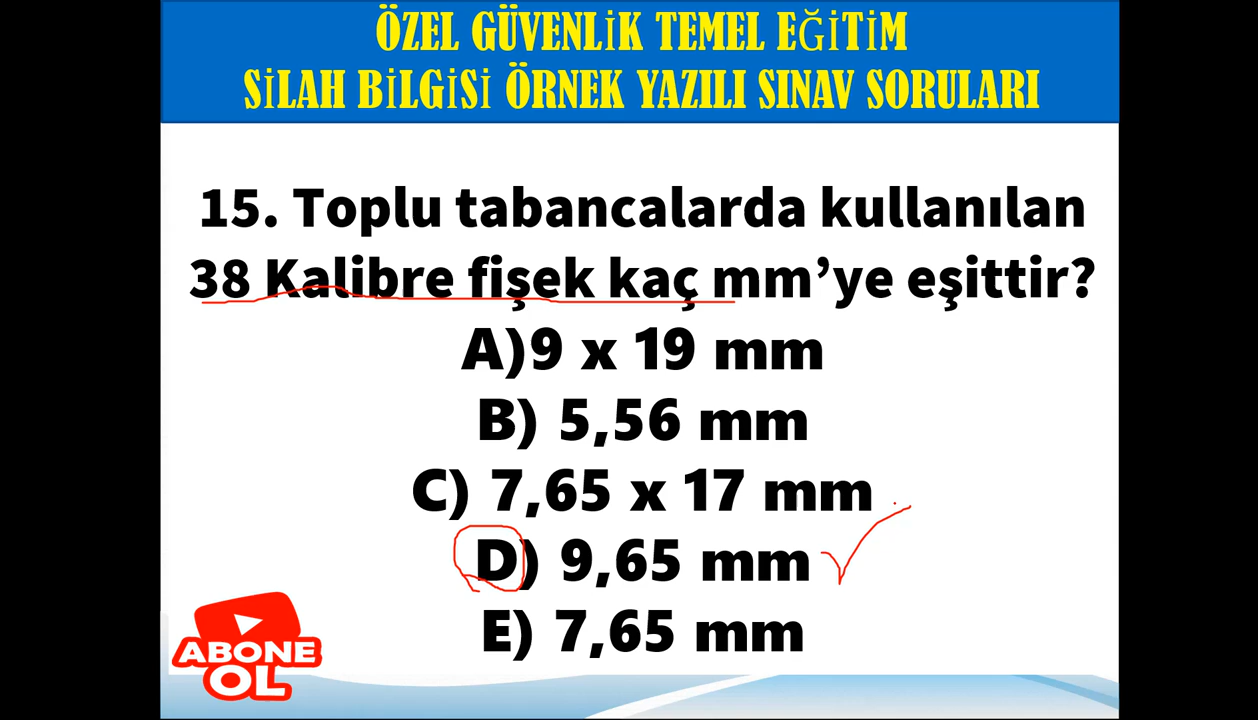 ÖZEL GÜVENLİK TEMEL EĞİTİM
SİLAH BİLGİSİ ÖRNEK YAZILI SINAV SORULARI
15. Toplu tabancalarda kullanılan
38 Kalibre fişek kaç mm’ye eşittir?
A)9 x 19 mm
B) 5,56 mm
C) 7,65 x 17 mm
D) 9,65 mm
E) 7,65 mm
ABONE
OL